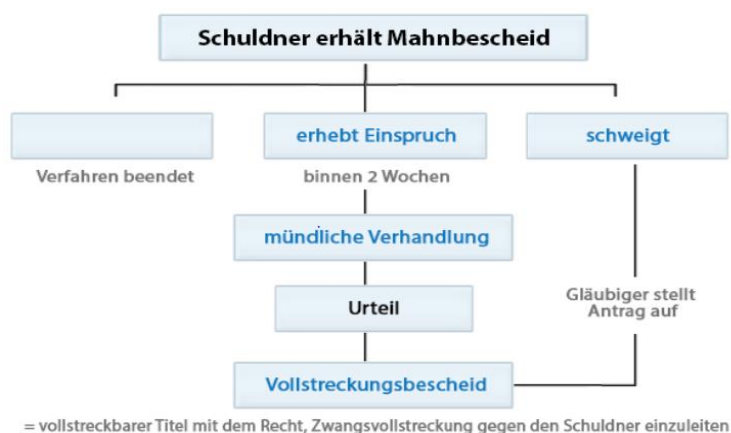 Schuldner erhält Mahnbescheid
erhebt Einspruch
schweigt
Verfahren beendet
binnen 2 Wochen
mündliche Verhandlung
Gläubiger stellt
Antrag auf
Urteil
Vollstreckungsbescheid
= vollstreckbarer Titel mit dem Recht, Zwangsvollstreckung gegen den Schuldner einzuleiten